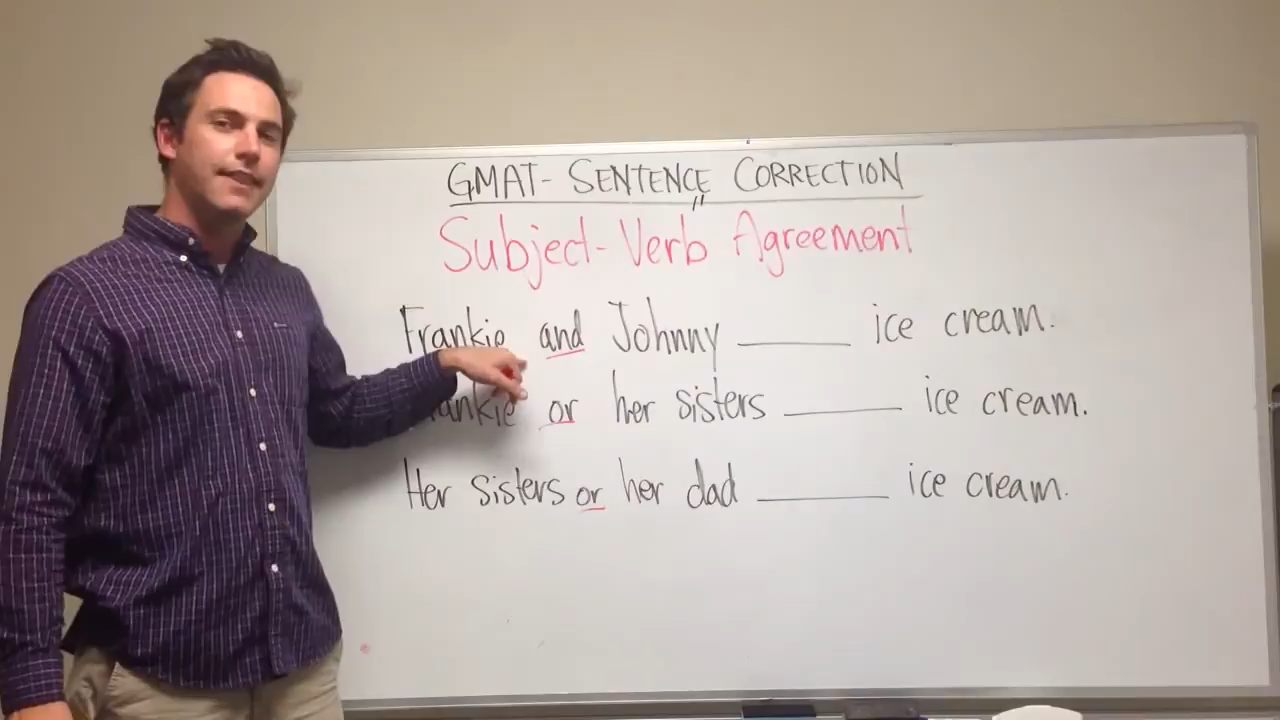 GMAT- SENTENCE CORRECTION
Subject-Verb Agreement
Frankie and Johnny ____ ice cream.
Frankie or her sisters ____ ice cream.
Her sisters or her dad ____ ice cream.